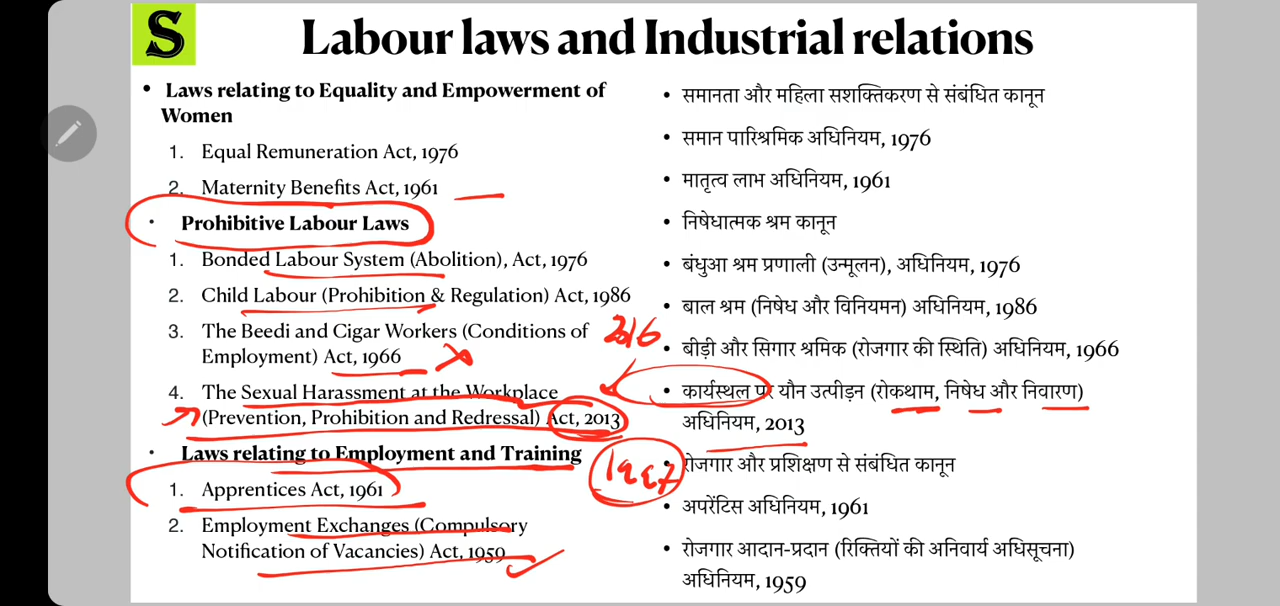 S
Labour laws and Industrial relations
• Laws relating to Equality and Empowerment of
Women
1. Equal Remuneration Act, 1976
2. Maternity Benefits Act, 1961
· Prohibitive Labour Laws
1. Bonded Labour System (Abolition), Act, 1976
2. Child Labour (Prohibition & Regulation) Act, 1986
3. The Beedi and Cigar Workers (Conditions of
Employment) Act, 1966
4. The Sexual Harassment at the Workplace
(Prevention, Prohibition and Redressal) Act, 2013
· Laws relating to Employment and Training
1. Apprentices Act, 1961
2. Employment Exchanges (Compulsory
Notification of Vacancies) Act, 1959
• समानता और महिला सशक्तिकरण से संबंधित कानून
• समान पारिश्रमिक अधिनियम, 1976
• मातृत्व लाभ अधिनियम, 1961
• निषेधात्मक श्रम कानून
• बंधुआ श्रम प्रणाली (उन्मूलन), अधिनियम, 1976
• बाल श्रम (निषेध और विनियमन) अधिनियम, 1986
• बीड़ी और सिगार श्रमिक (रोजगार की स्थिति) अधिनियम, 1966
• कार्यस्थल पर यौन उत्पीड़न (रोकथाम, निषेध और निवारण)
अधिनियम, 2013
• रोजगार और प्रशिक्षण से संबंधित कानून
• अपरेंटिस अधिनियम, 1961
• रोजगार आदान-प्रदान (रिक्तियों की अनिवार्य अधिसूचना)
अधिनियम, 1959
2016
1997